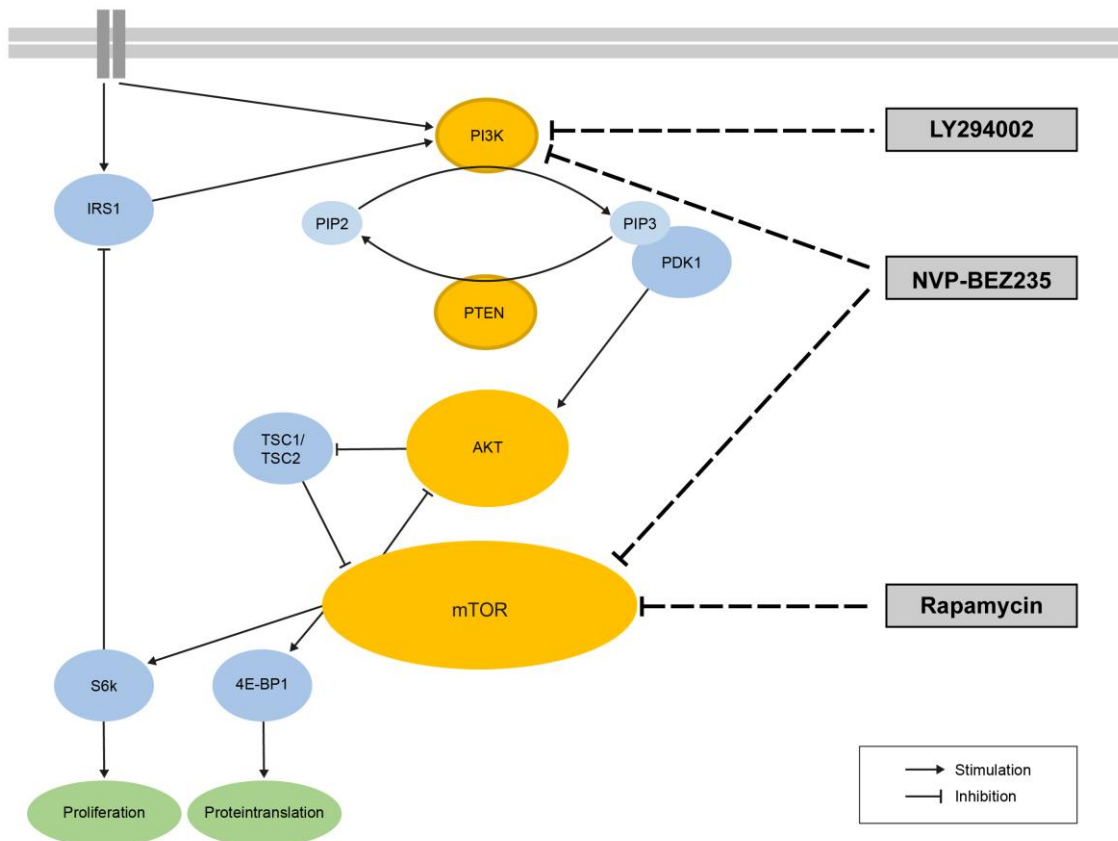 PI3K
LY294002
IRS1
PIP2
PIP3
PDK1
NVP-BEZ235
PTEN
TSC1/
TSC2
AKT
mTOR
Rapamycin
S6k
4E-BP1
Stimulation
Inhibition
Proliferation
Proteintranslation